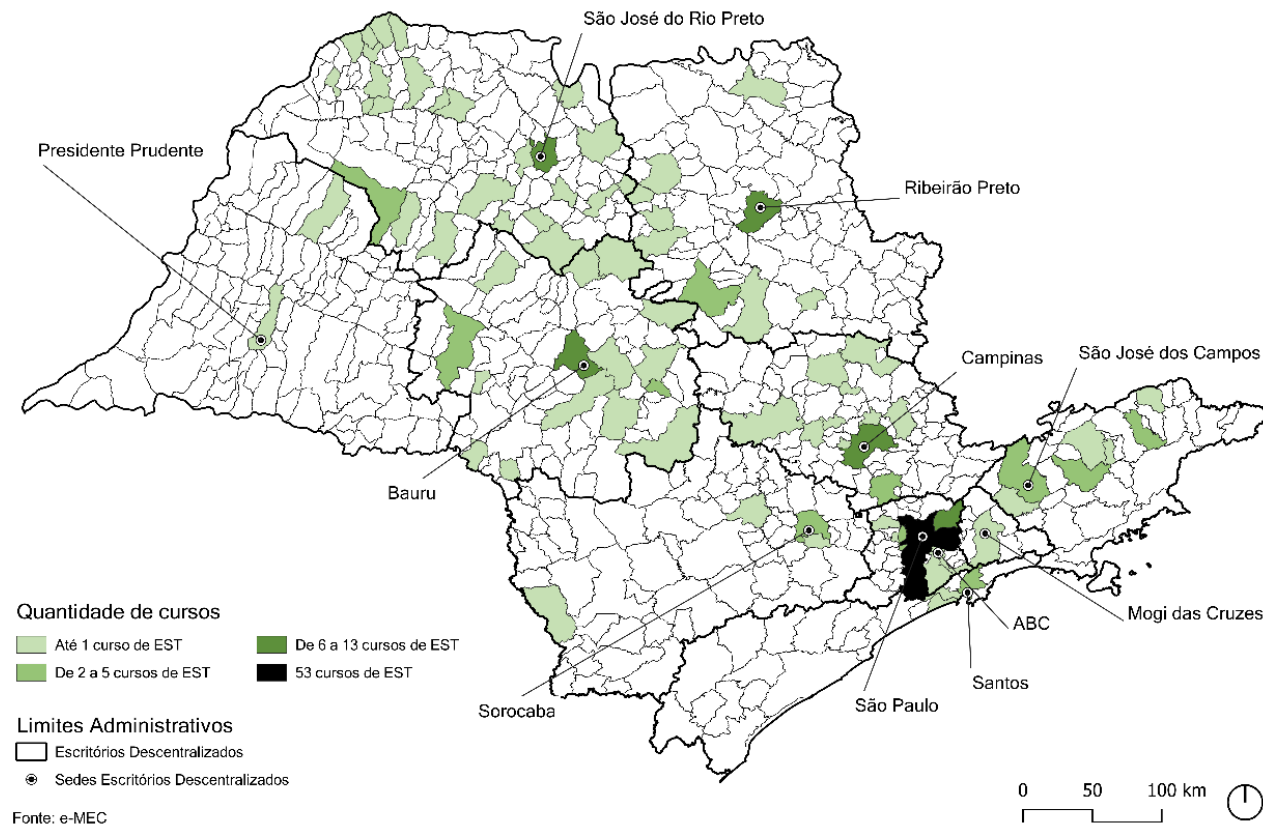 São José do Rio Preto
Presidente Prudente
Ribeirão Preto
Campinas
São José dos Campos
Bauru
Mogi das Cruzes
ABC
Santos
São Paulo
Sorocaba
Quantidade de cursos
Até 1 curso de EST
De 6 a 13 cursos de EST
De 2 a 5 cursos de EST
53 cursos de EST
Limites Administrativos
Escritórios Descentralizados
Sedes Escritórios Descentralizados
Fonte: e-MEC
0 50 100 km